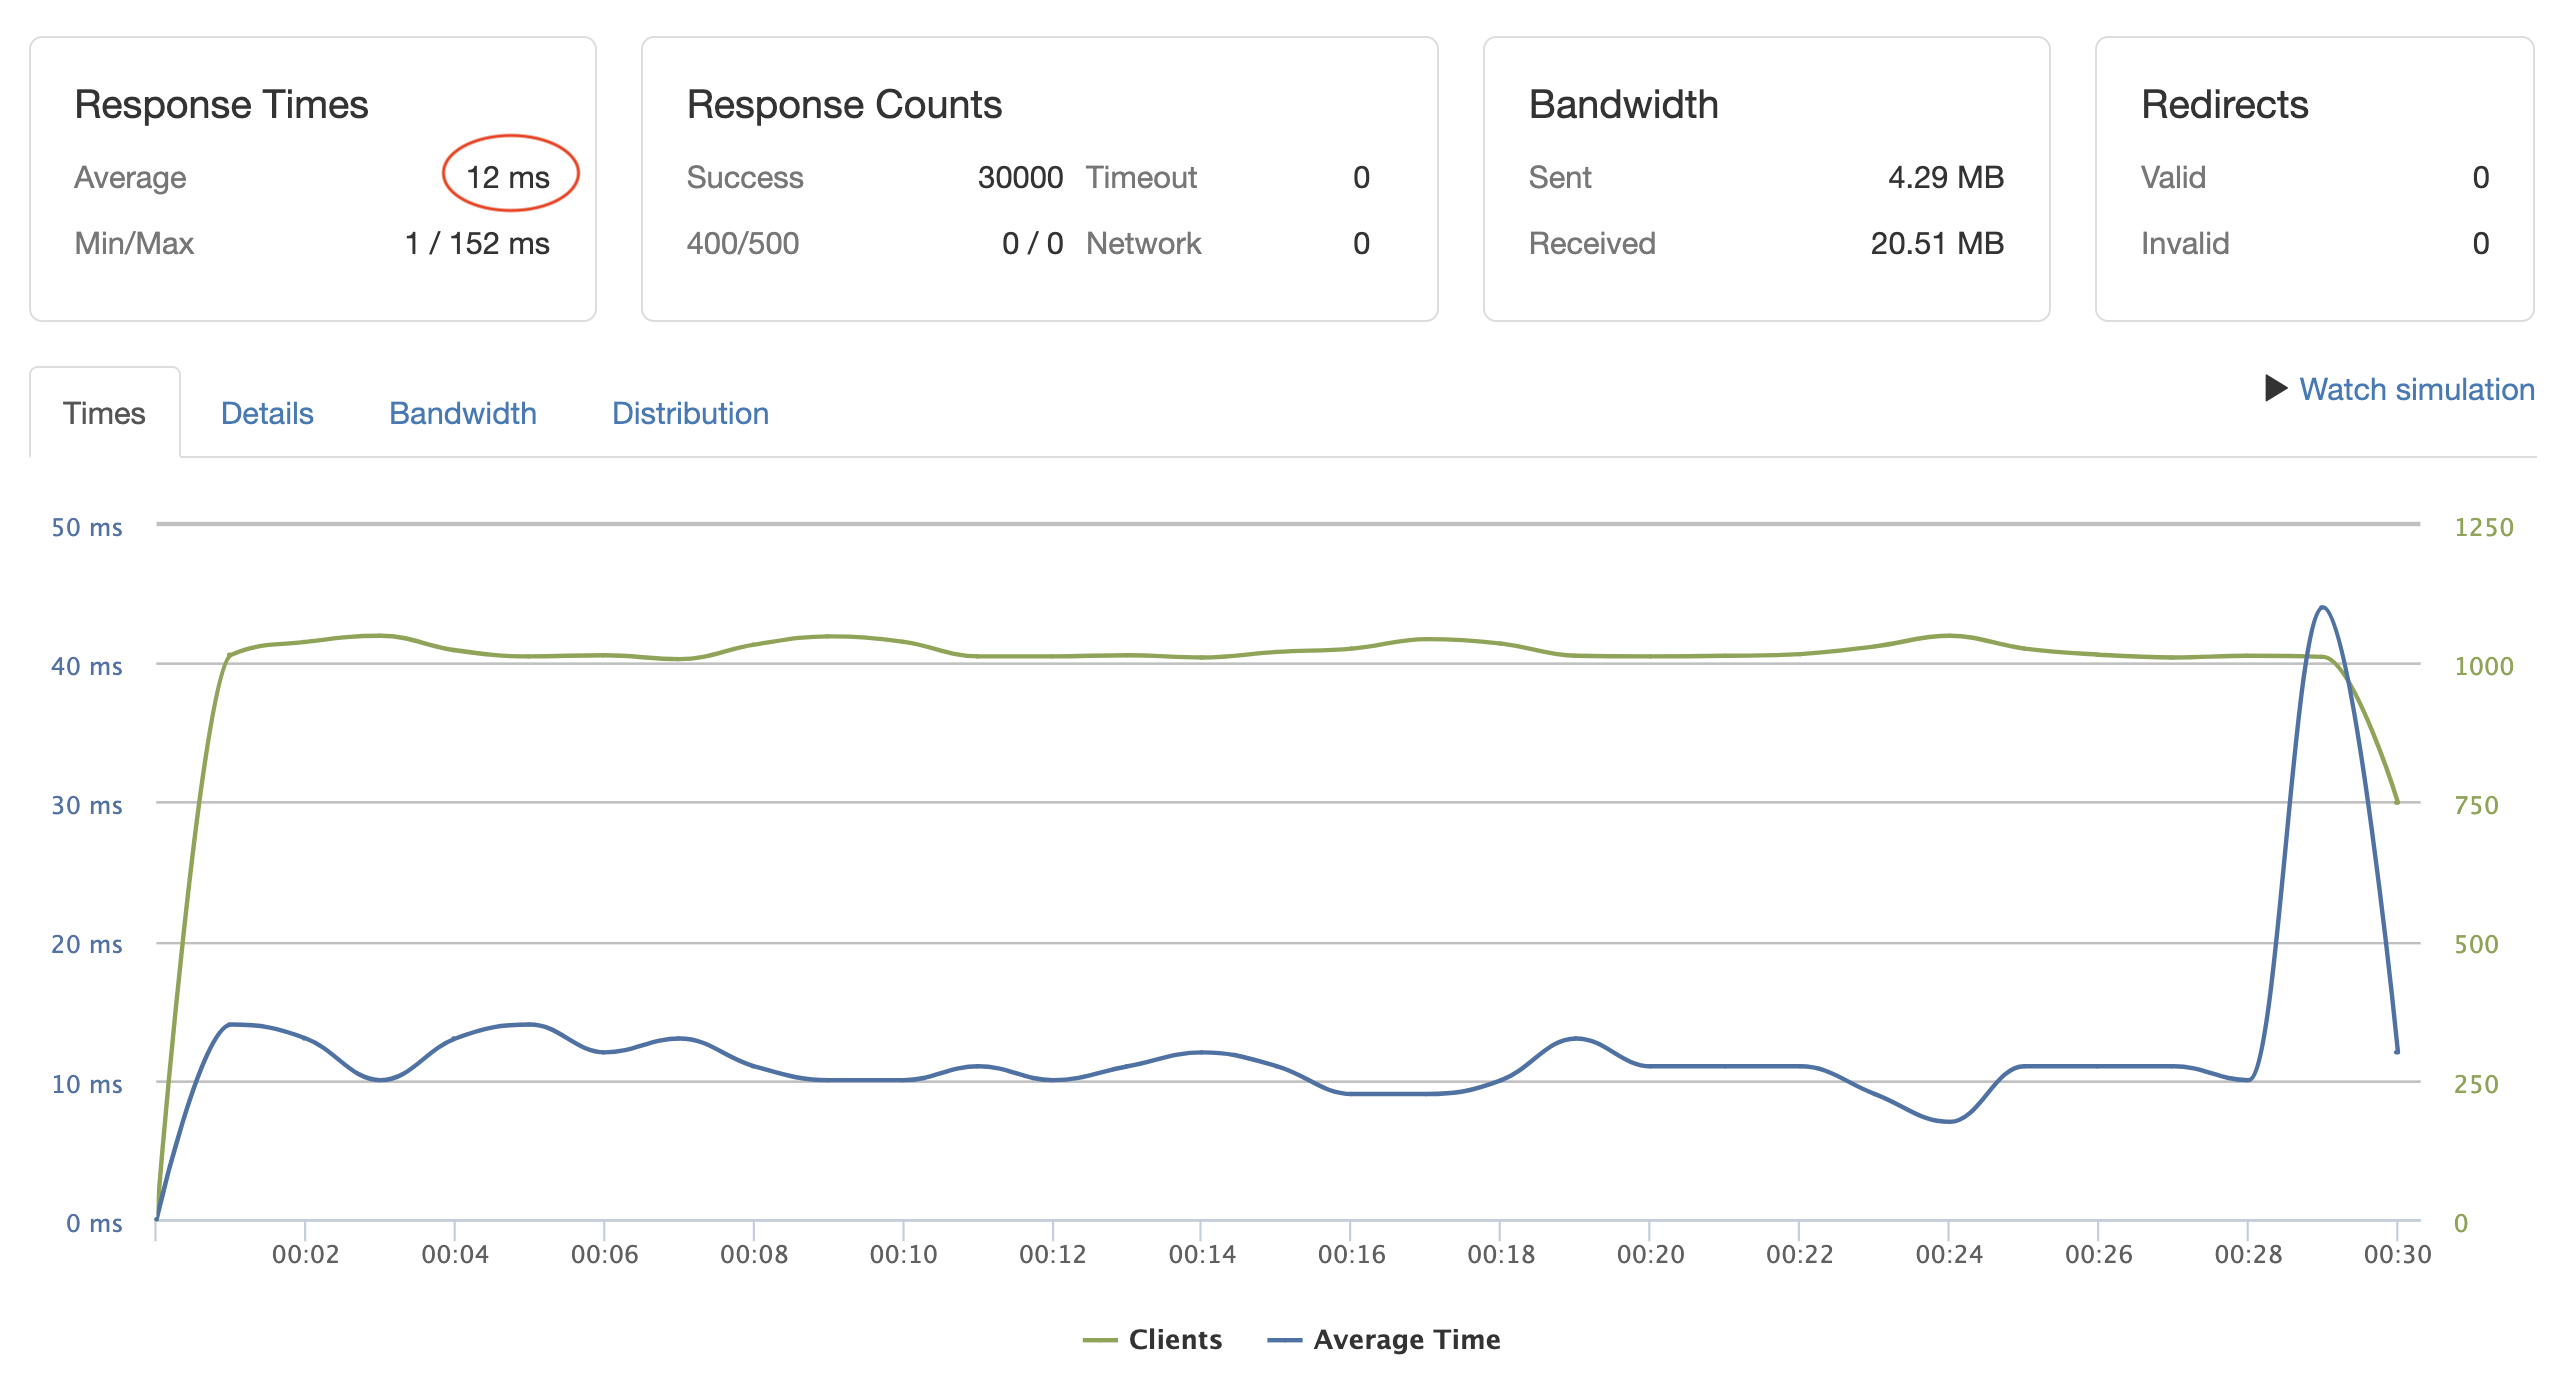 Response Times
Average 12 ms
Min/Max 1 / 152 ms
Response Counts
Success 30000 Timeout 0
400/500 0 / 0 Network 0
Bandwidth
Sent 4.29 MB
Received 20.51 MB
Redirects
Valid 0
Invalid 0
Times Details Bandwidth Distribution
Watch simulation
50 ms 1250
40 ms 1000
30 ms 750
20 ms 500
10 ms 250
0 ms 0
00:02 00:04 00:06 00:08 00:10 00:12 00:14 00:16 00:18 00:20 00:22 00:24 00:26 00:28 00:30
Clients Average Time